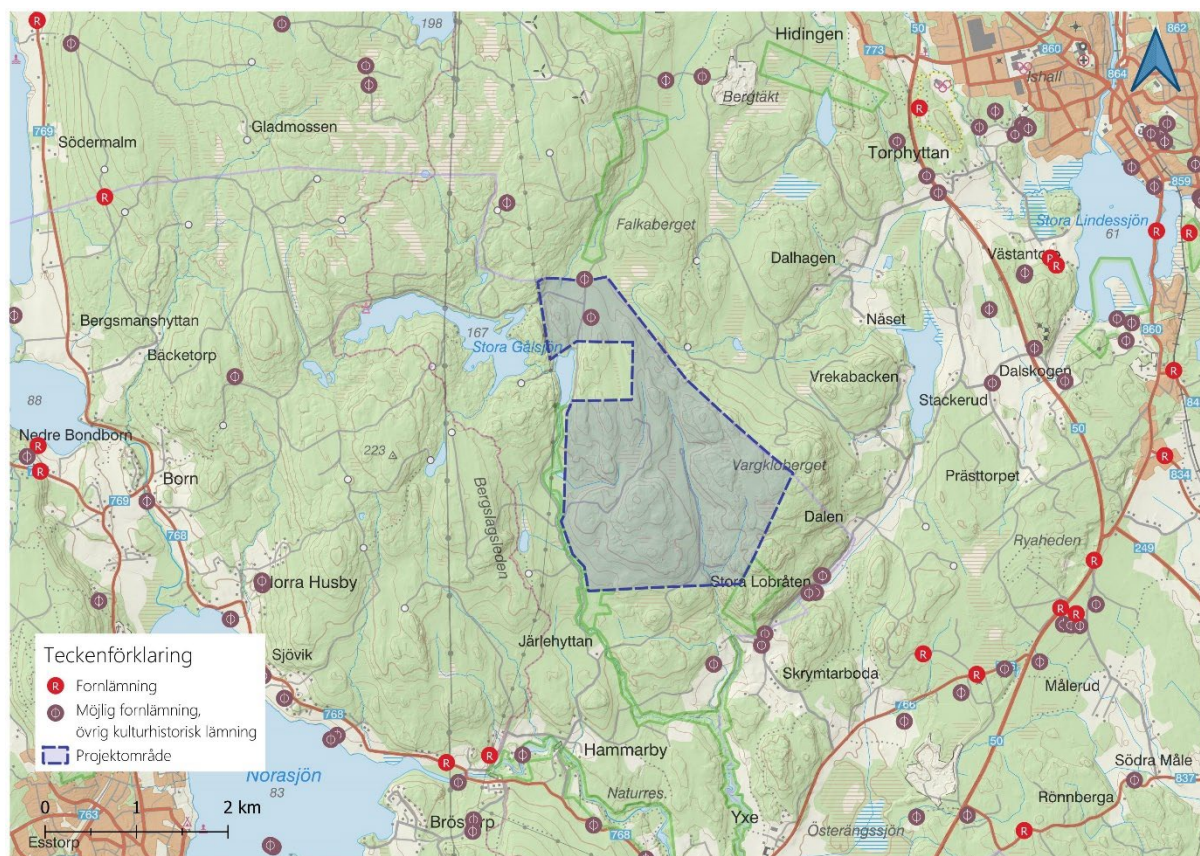 198
Hidingen
50
773
862
860
Ishall
864
Bergtäkt
769
Gladmossen
Södermalm
Torphyttan
859
Stora Lindessjön
61
Falkaberget
Dalhagen
Bergsmanshyttan
167
Stora Gålsjön
Näset
860
Bäcketorp
Vrekabacken
Dalskogen
Stackerud
88
50
Nedre Bondborn
223
Vargkloberget
834
Born
769
Bergslagsleden
Prästtorpet
768
Dalen
Ryaheden
249
Norra Husby
Stora Lobråten
Järlehyttan
Teckenförklaring
R Fornlämning
Möjlig fornlämning,
övrig kulturhistorisk lämning
Projektområde
Sjövik
Skrymtarboda
Målerud
768
766
50
Norasjön
83
Hammarby
Naturres.
Södra Måle
837
Rönnberga
0 1 2 km
763
Esstorp
768
Yxe
Österängssjön